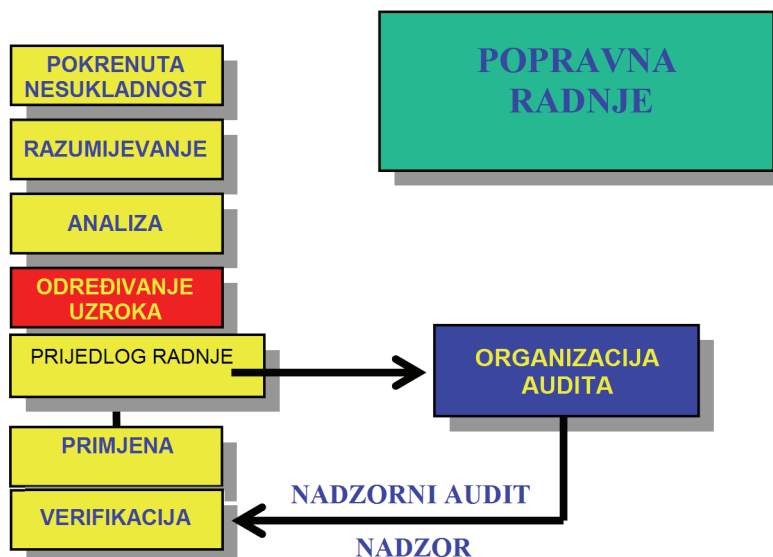 POKRENUTA
NESUKLADNOST
RAZUMIJEVANJE
ANALIZA
ODREĐIVANJE
UZROKA
PRIJEDLOG RADNJE
PRIMJENA
VERIFIKACIJA
POPRAVNA
RADNJE
ORGANIZACIJA
AUDITA
NADZORNI AUDIT
NADZOR